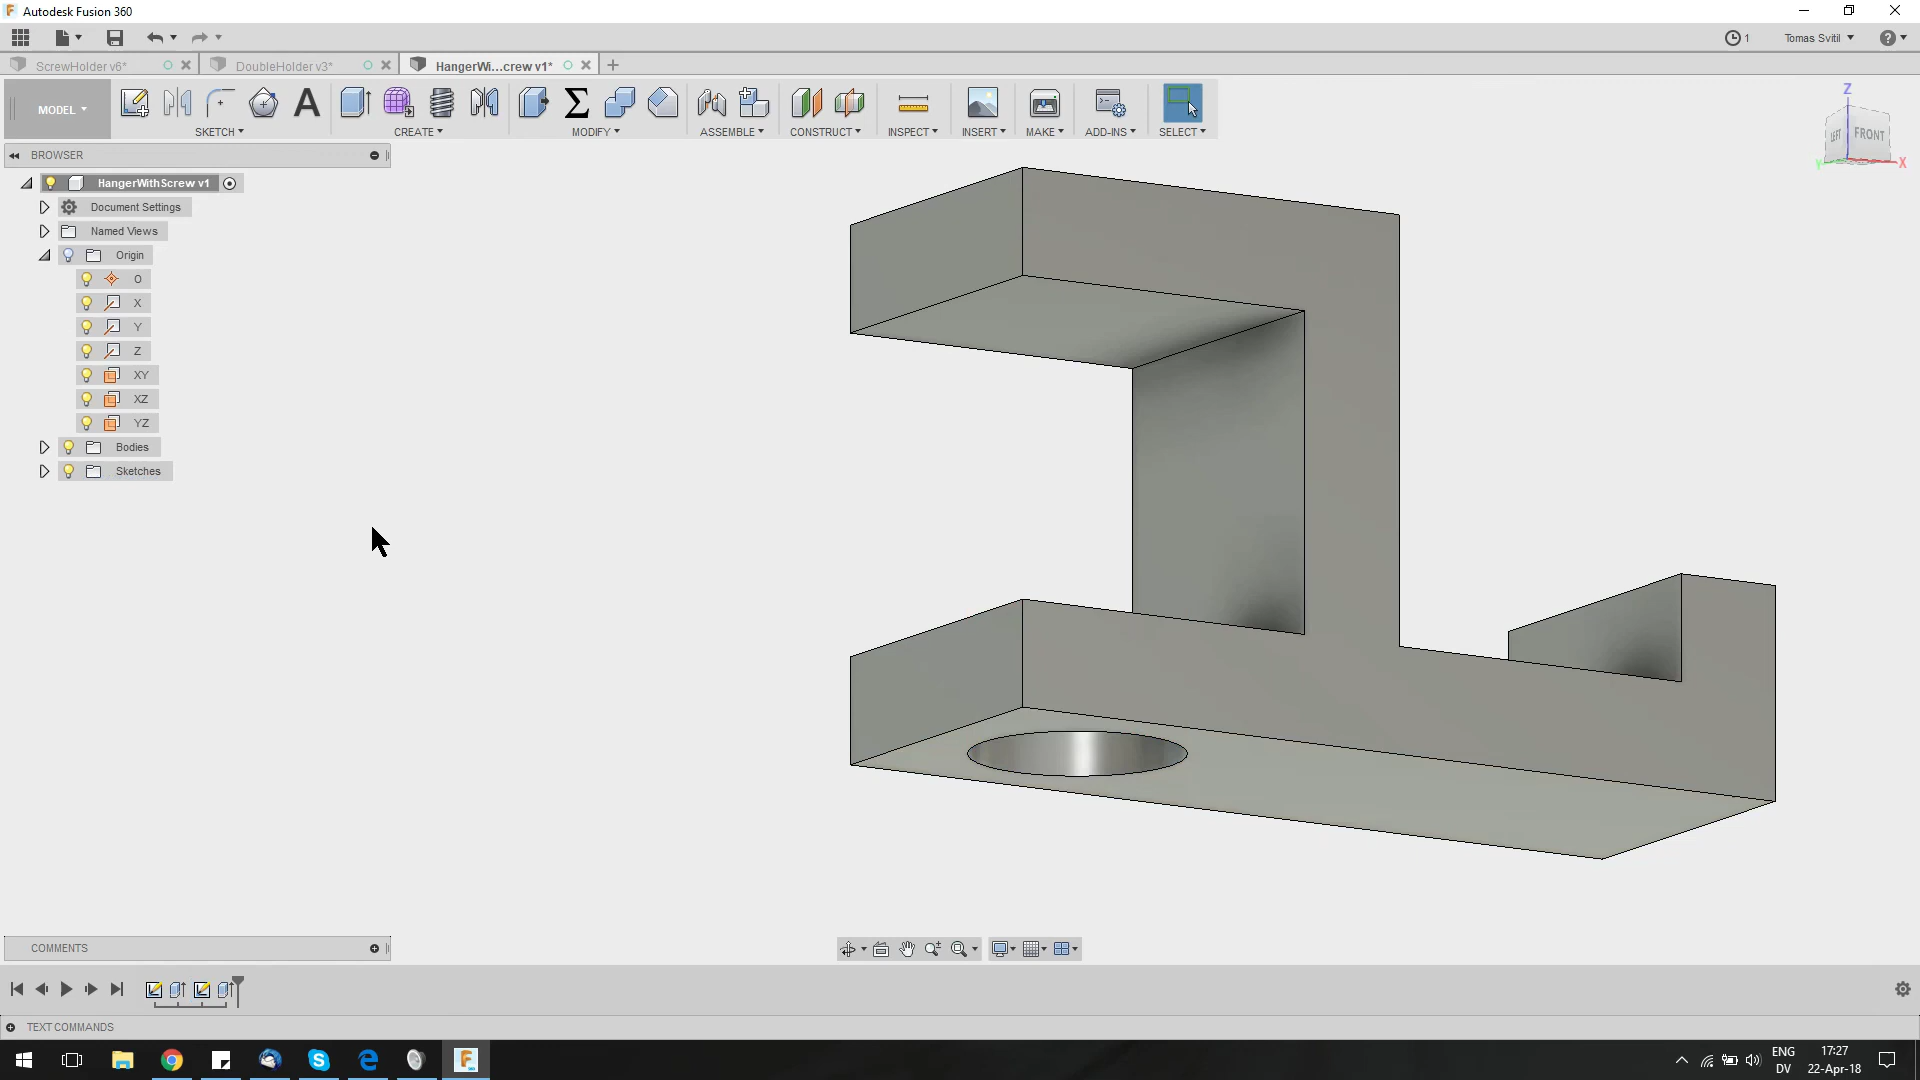 Autodesk Fusion 360
1
Tomas Svitil
ScrewHolder v6*
DoubleHolder v3*
HangerWi...crew v1*
MODEL
SKETCH
CREATE
MODIFY
ASSEMBLE
CONSTRUCT
INSPECT
INSERT
MAKE
ADD-INS
SELECT
Z
LEFT
FRONT
Y
X
BROWSER
HangerWithScrew v1
Document Settings
Named Views
Origin
O
X
Y
Z
XY
XZ
YZ
Bodies
Sketches
COMMENTS
TEXT COMMANDS
ENG
DV
17:27
22-Apr-18